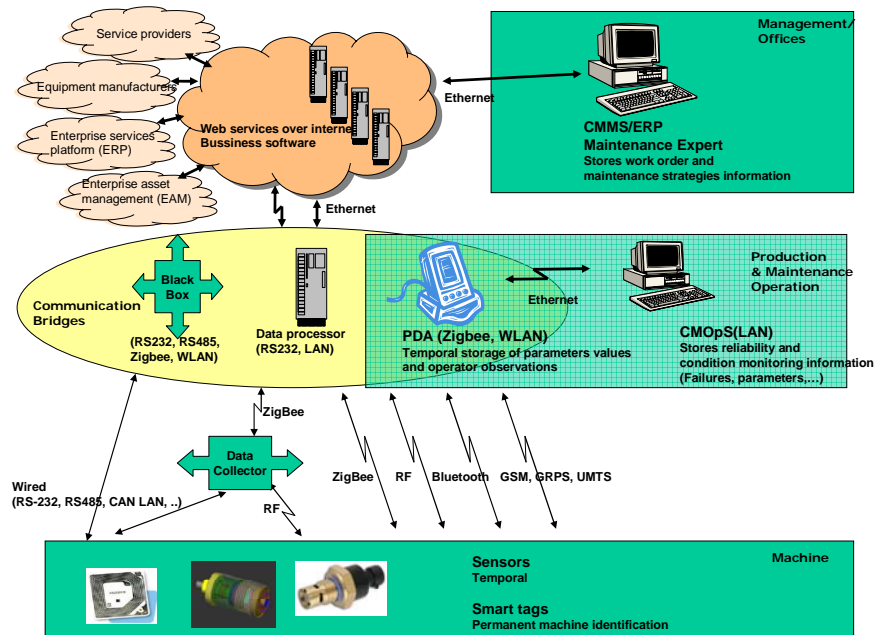 Service providers
Equipment manufacturers
Enterprise services
platform (ERP)
Enterprise asset
management (EAM)
Web services over interne
Bussiness software
Ethernet
Management/
Offices
CMMS/ERP
Maintenance Expert
Stores work order and
maintenance strategies information
Ethernet
Communication
Bridges
Black
Box
(RS232, RS485,
Zigbee, WLAN)
Data processor
(RS232, LAN)
PDA (Zigbee, WLAN)
Temporal storage of parameters values
and operator observations
Ethernet
Production
& Maintenance
Operation
CMOpS(LAN)
Stores reliability and
condition monitoring information
(Failures, parameters,...)
ZigBee
Data
Collector
Wired
(RS-232, RS485, CAN LAN, ..)
RF
ZigBee
RF
Bluetooth
GSM, GRPS, UMTS
Machine
Sensors
Temporal
Smart tags
Permanent machine identification